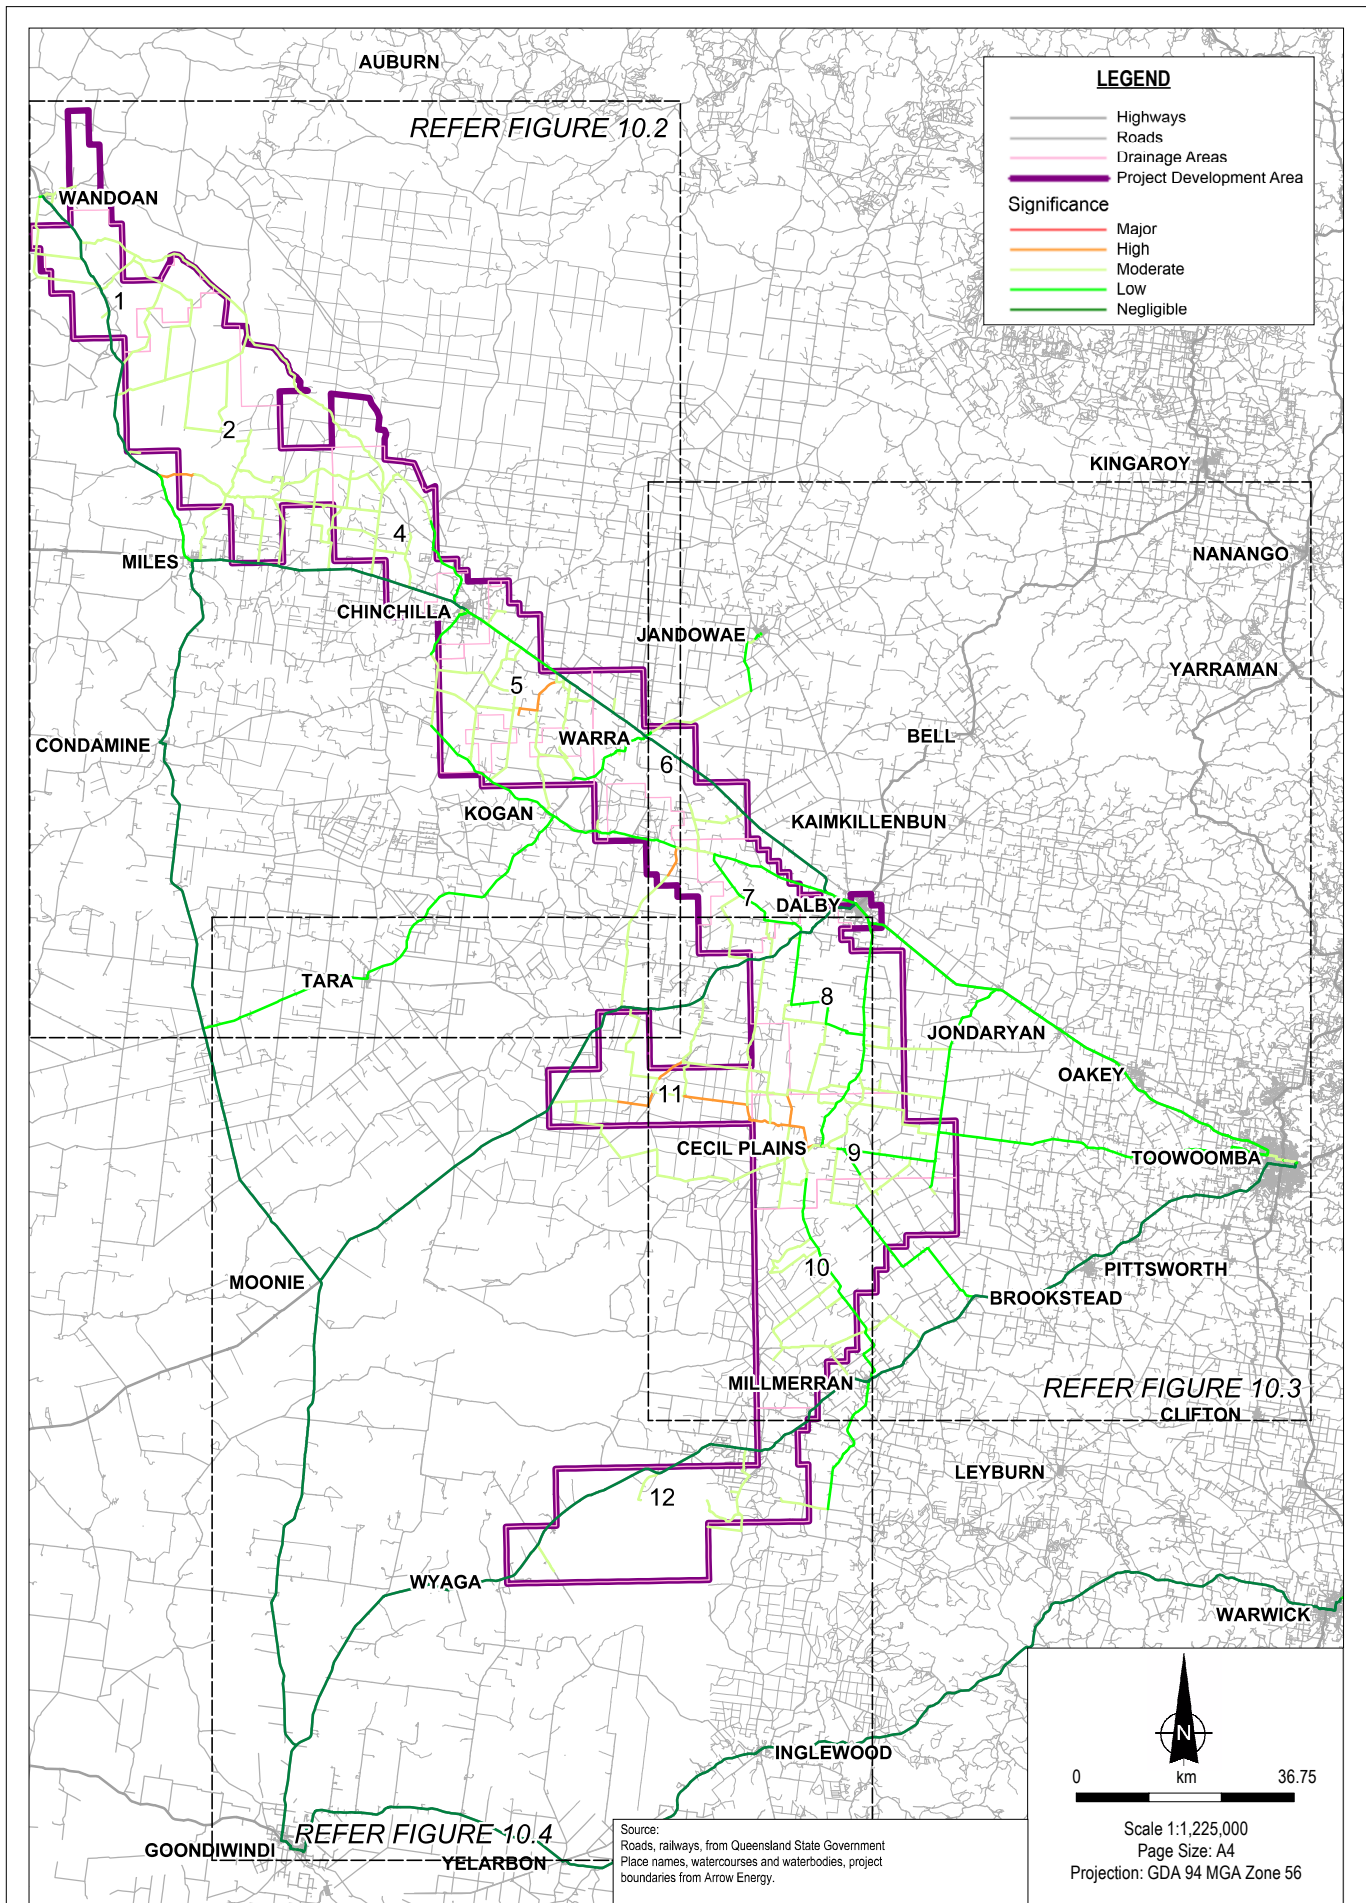 AUBURN
LEGEND
Highways
Roads
Drainage Areas
Project Development Area
Significance
Major
High
Moderate
Low
Negligible
REFER FIGURE 10.2
WANDOAN
1
2
KINGAROY
4
NANANGO
MILES
CHINCHILLA
JANDOWAE
YARRAMAN
5
BELL
WARRA
CONDAMINE
6
KOGAN
KAIMKILLENBUN
7
DALBY
TARA
8
JONDARYAN
OAKEY
11
CECIL PLAINS
9
TOOWOOMBA
10
PITTSWORTH
MOONIE
BROOKSTEAD
MILLMERRAN
REFER FIGURE 10.3
CLIFTON
LEYBURN
12
WYAGA
WARWICK
INGLEWOOD
REFER FIGURE 10.4
GOONDIWINDI
YELARBON
Source:
Roads, railways, from Queensland State Government
Place names, watercourses and waterbodies, project
boundaries from Arrow Energy.
N
0 km 36.75
Scale 1:1,225,000
Page Size: A4
Projection: GDA 94 MGA Zone 56